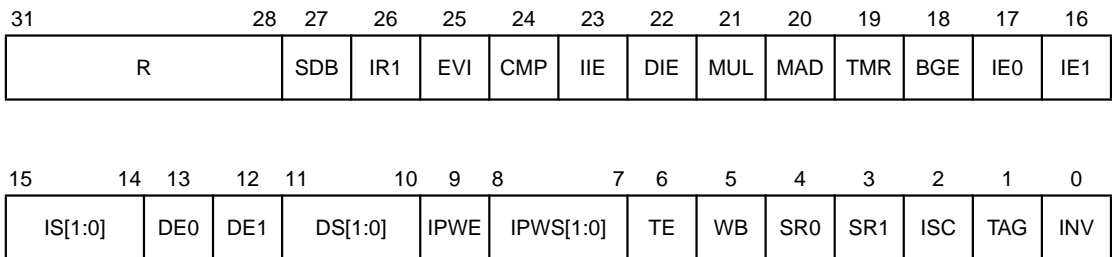 31 28 27 26 25 24 23 22 21 20 19 18 17 16
R SDB IR1 EVI CMP IIE DIE MUL MAD TMR BGE IE0 IE1
15 14 13 12 11 10 9 8 7 6 5 4 3 2 1 0
IS[1:0] DE0 DE1 DS[1:0] IPWE IPWS[1:0] TE WB SR0 SR1 ISC TAG INV